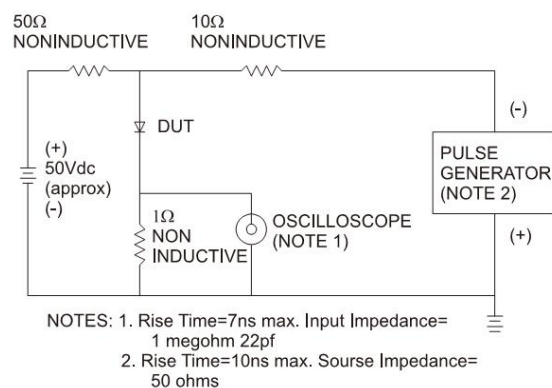 50Ω
NONINDUCTIVE
10Ω
NONINDUCTIVE
(+)
50Vdc
(approx)
(-)
DUT
1Ω
NON
INDUCTIVE
OSCILLOSCOPE
(NOTE 1)
(-)
PULSE
GENERATOR
(NOTE 2)
(+)
NOTES: 1. Rise Time=7ns max. Input Impedance=
1 megohm 22pf
2. Rise Time=10ns max. Sourse Impedance=
50 ohms